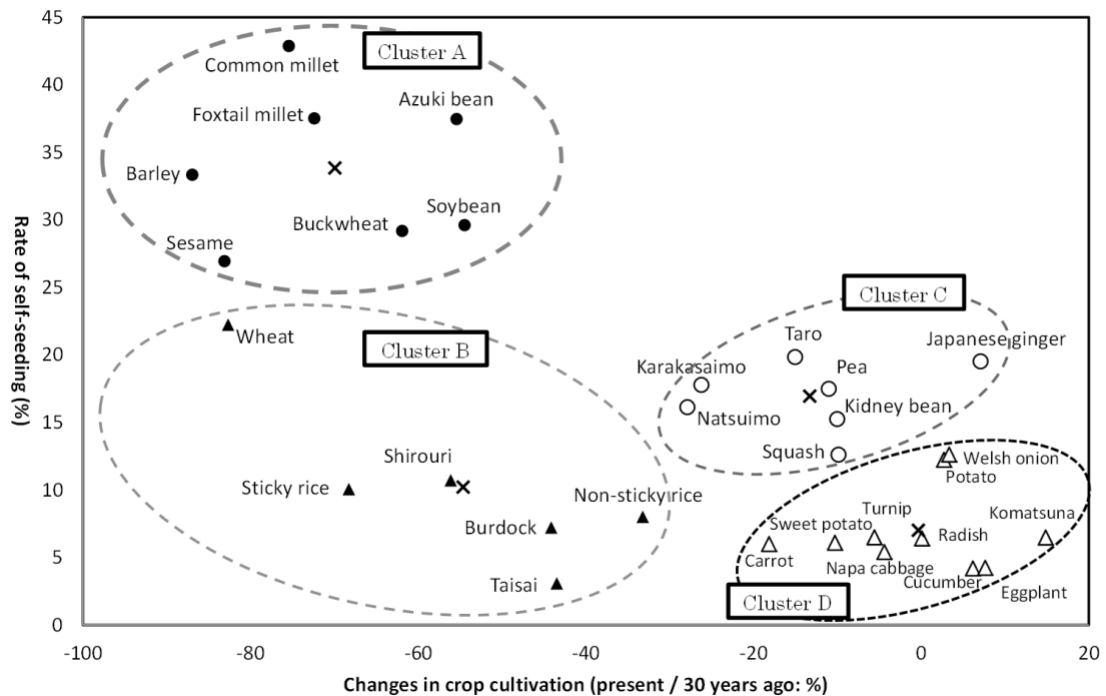 45
40
35
30
25
20
15
10
5
0
Rate of self-seeding (%)
Cluster A
Common millet
Azuki bean
Foxtail millet
Barley
Soybean
Buckwheat
Sesame
Cluster B
Wheat
Shirouri
Sticky rice
Non-sticky rice
Burdock
Taisai
Cluster C
Taro
Japanese ginger
Karakasaimo
Pea
Natsuimo
Kidney bean
Squash
Welsh onion
Potato
Turnip
Komatsuna
Sweet potato
Radish
Carrot
Napa cabbage
Cucumber
Eggplant
Cluster D
-100 -80 -60 -40 -20 0 20
Changes in crop cultivation (present / 30 years ago: %)